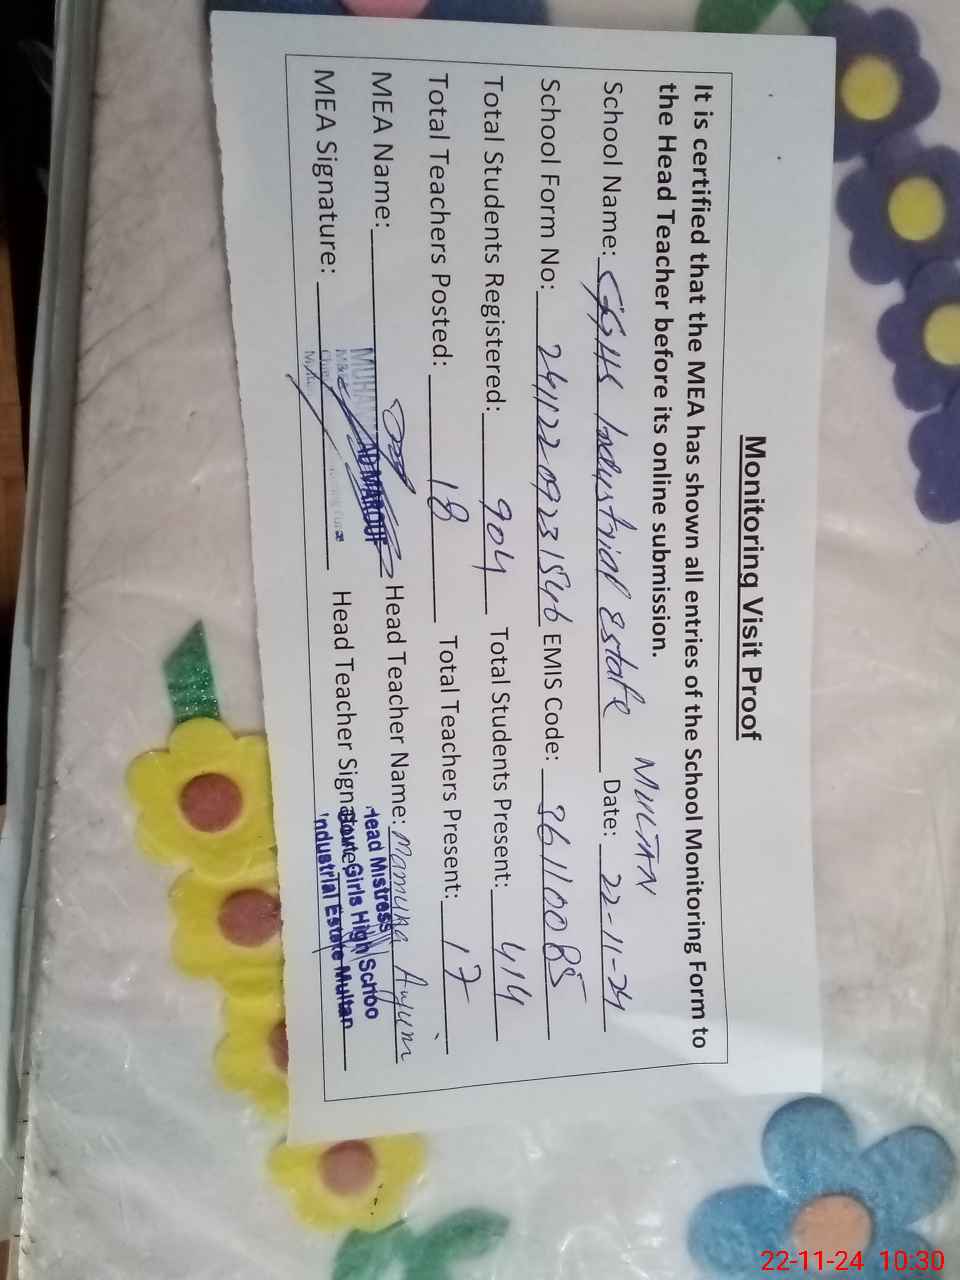 Monitoring Visit Proof
It is certified that the MEA has shown all entries of the School Monitoring Form to
the Head Teacher before its online submission.
MULTAN
School Name: GGHS Industrial Estate Date: 22-11-24
School Form No: 24112209231546 EMIS Code: 36110085
Total Students Registered: 904 Total Students Present: 414
Total Teachers Posted: 18 Total Teachers Present: 17
MEA Name: MUHAMMAD MAROUF Head Teacher Name: Mamuna Anjum
MEA Signature: Head Teacher Signature:
Head Mistress
Govt. Girls High School
Industrial Estate Multan
22-11-24 10:30